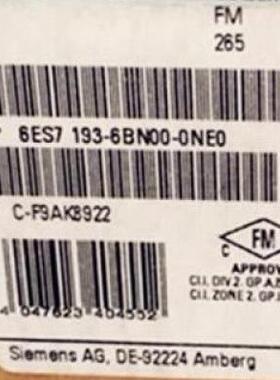 FM
265
6ES7 193-6BN00-0NE0
C-F9AK8922
FM
C
APPROV
CI.I, DIV 2. GP.A.B
CI.I, ZONE 2. GP.I
4 047623 404552
Siemens AG, DE-92224 Amberg